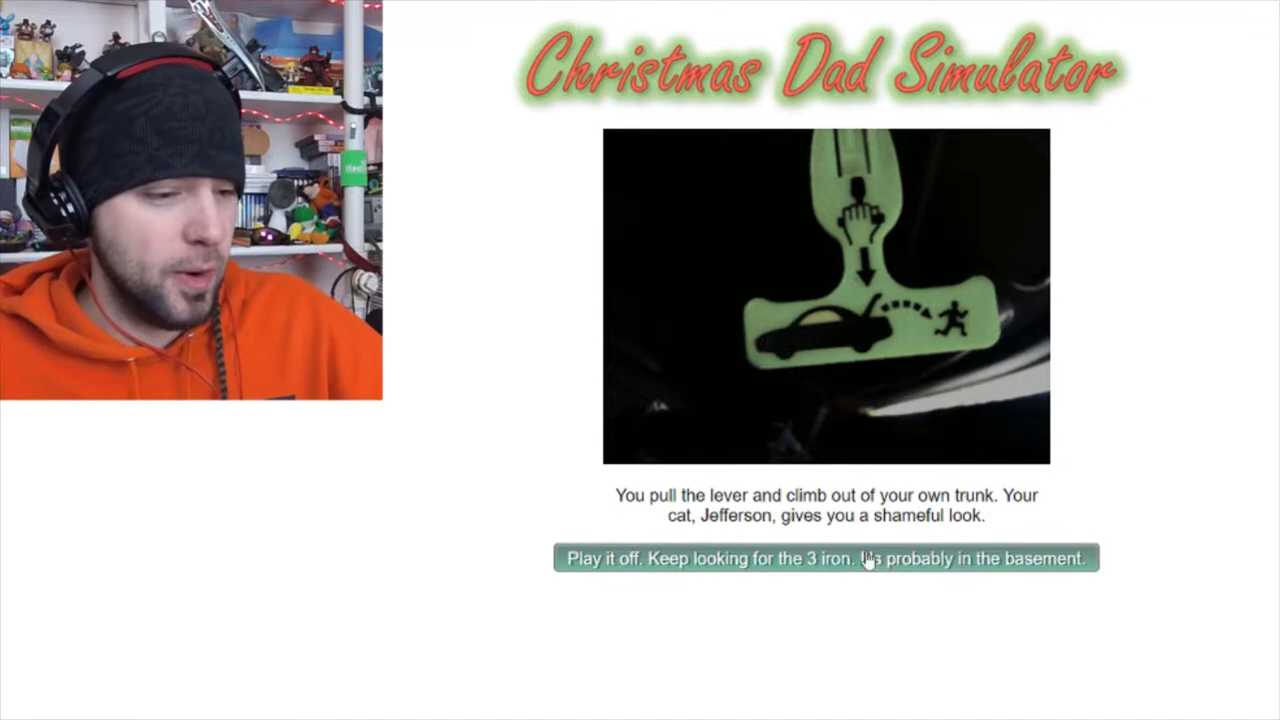 Christmas Dad Simulator
You pull the lever and climb out of your own trunk. Your
cat, Jefferson, gives you a shameful look.
Play it off. Keep looking for the 3 iron. It's probably in the basement.